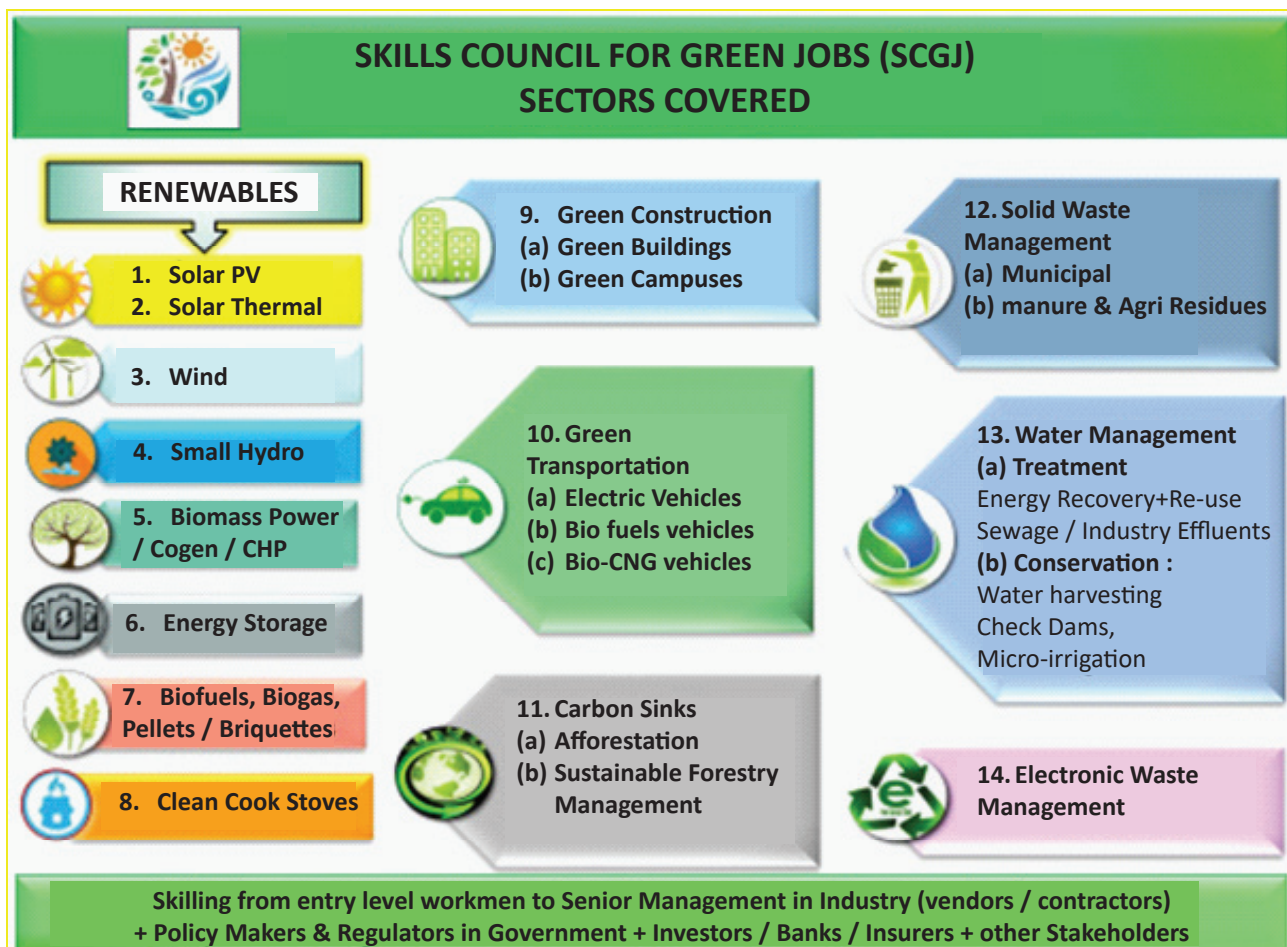 SKILLS COUNCIL FOR GREEN JOBS (SCGJ)
SECTORS COVERED
RENEWABLES
1. Solar PV
2. Solar Thermal
3. Wind
4. Small Hydro
5. Biomass Power
/ Cogen / CHP
6. Energy Storage
7. Biofuels, Biogas,
Pellets / Briquettes
8. Clean Cook Stoves
9. Green Construction
(a) Green Buildings
(b) Green Campuses
10. Green
Transportation
(a) Electric Vehicles
(b) Bio fuels vehicles
(c) Bio-CNG vehicles
11. Carbon Sinks
(a) Afforestation
(b) Sustainable Forestry
Management
12. Solid Waste
Management
(a) Municipal
(b) manure & Agri Residues
13. Water Management
(a) Treatment
Energy Recovery+Re-use
Sewage / Industry Effluents
(b) Conservation :
Water harvesting
Check Dams,
Micro-irrigation
e
14. Electronic Waste
Management
Skilling from entry level workmen to Senior Management in Industry (vendors / contractors)
+ Policy Makers & Regulators in Government + Investors / Banks / Insurers + other Stakeholders